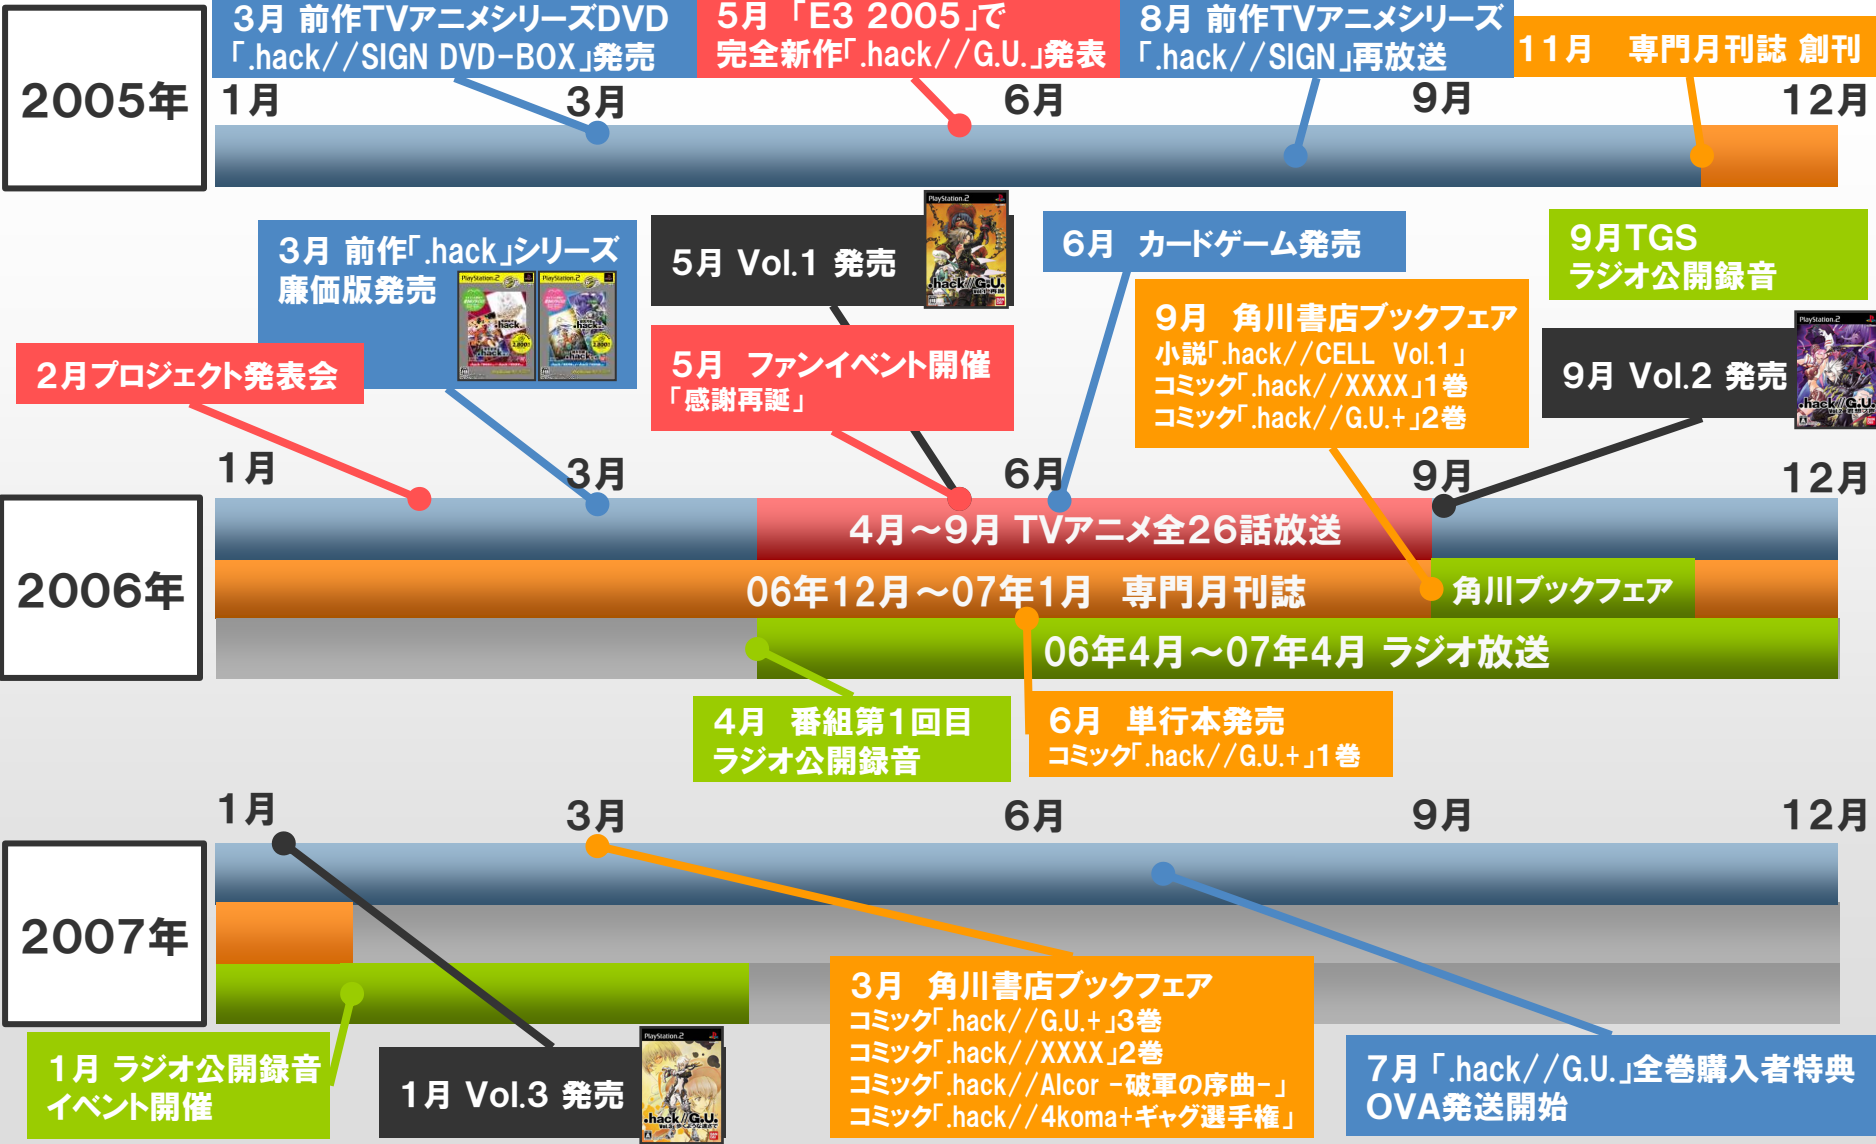 3月 前作TVアニメシリーズDVD
「.hack//SIGN DVD-BOX」発売
5月 「E3 2005」で
完全新作「.hack//G.U.」発表
8月 前作TVアニメシリーズ
「.hack//SIGN」再放送
11月　専門月刊誌 創刊
2005年
1月
3月
6月
9月
12月
3月 前作「.hack」シリーズ
廉価版発売
PlayStation.2
PlayStation.2
.hack
.hack
5月 Vol.1 発売
PlayStation.2
.hack//G.U.
6月　カードゲーム発売
9月TGS
ラジオ公開録音
2月プロジェクト発表会
5月　ファンイベント開催
「感謝再誕」
9月　角川書店ブックフェア
小説「.hack//CELL Vol.1」
コミック「.hack//XXXX」1巻
コミック「.hack//G.U.+」2巻
9月 Vol.2 発売
PlayStation.2
.hack//G.U.
2006年
1月
3月
6月
9月
12月
4月～9月 TVアニメ全26話放送
06年12月～07年1月　専門月刊誌
角川ブックフェア
06年4月～07年4月 ラジオ放送
4月　番組第1回目
ラジオ公開録音
6月　単行本発売
コミック「.hack//G.U.+」1巻
2007年
1月
3月
6月
9月
12月
1月 ラジオ公開録音
イベント開催
1月 Vol.3 発売
PlayStation.2
.hack//G.U.
3月　角川書店ブックフェア
コミック「.hack//G.U.+」3巻
コミック「.hack//XXXX」2巻
コミック「.hack//Alcor -破軍の序曲-」
コミック「.hack//4koma+ギャグ選手権」
7月「.hack//G.U.」全巻購入者特典
OVA発送開始